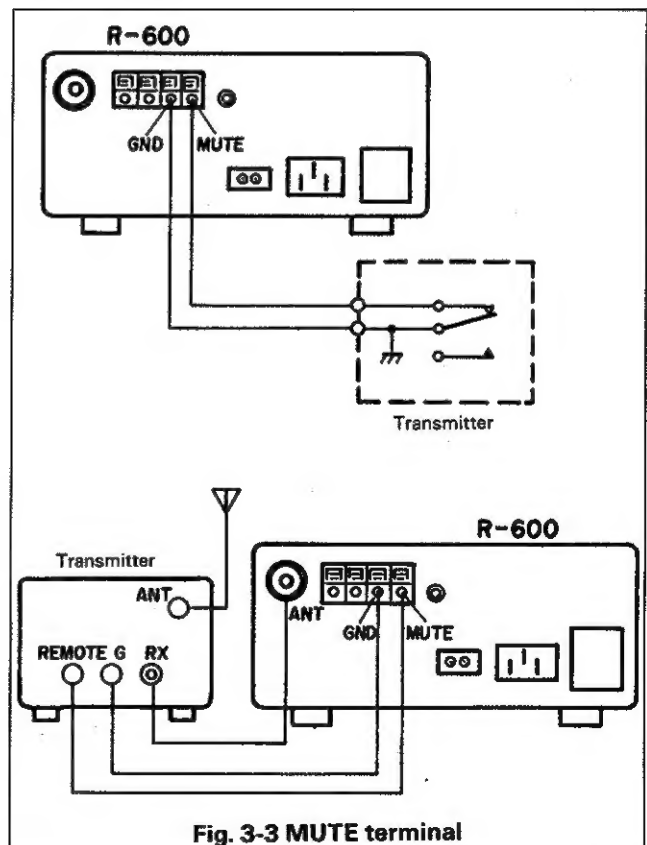 R-600
GND MUTE
Transmitter
R-600
Transmitter
ANT
ANT
GND MUTE
REMOTE G RX
Fig. 3-3 MUTE terminal